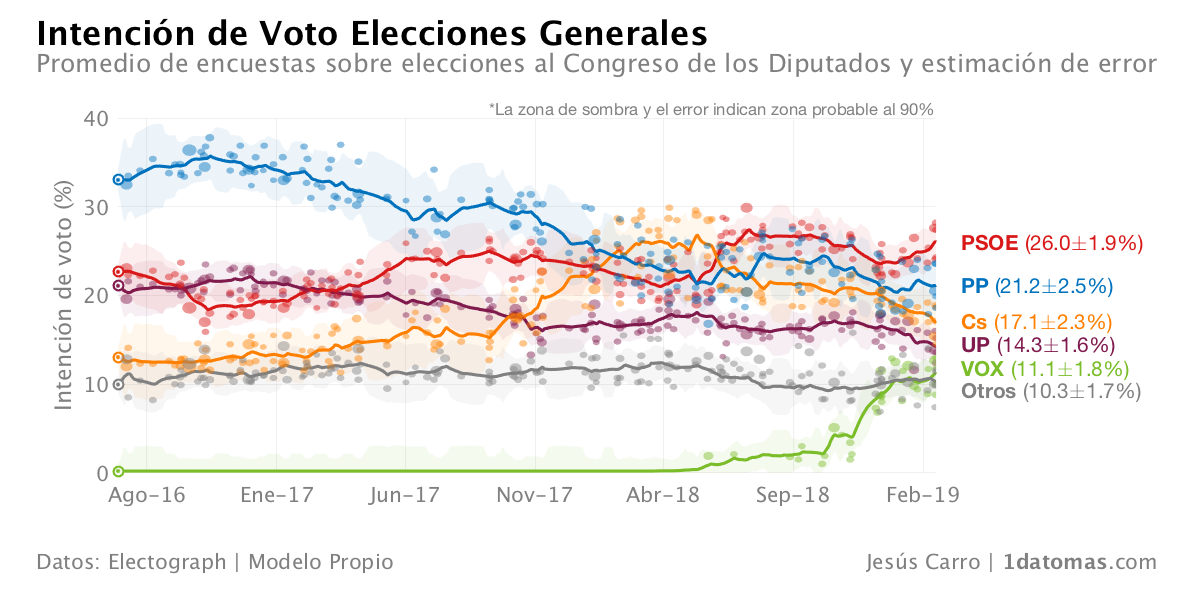 Intención de Voto Elecciones Generales
Promedio de encuestas sobre elecciones al Congreso de los Diputados y estimación de error
*La zona de sombra y el error indican zona probable al 90%
Intención de voto (%)
40
30
20
10
0
Ago-16 Ene-17 Jun-17 Nov-17 Abr-18 Sep-18 Feb-19
PSOE (26.0±1.9%)
PP (21.2±2.5%)
Cs (17.1±2.3%)
UP (14.3±1.6%)
VOX (11.1±1.8%)
Otros (10.3±1.7%)
Datos: Electograph | Modelo Propio
Jesús Carro | 1datomas.com